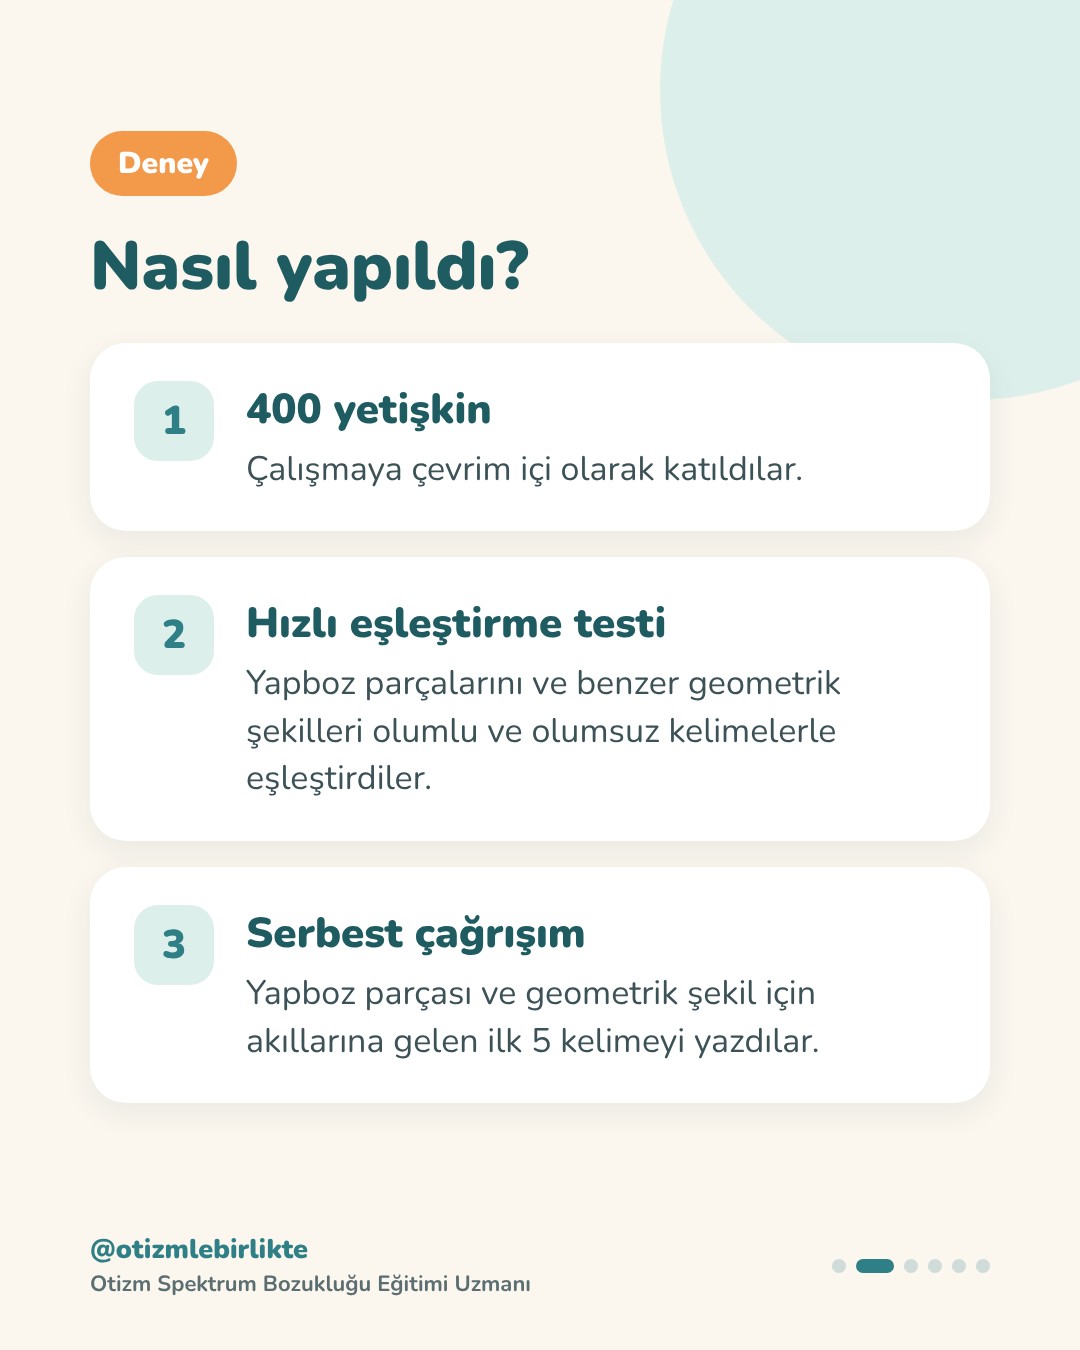 Deney
Nasıl yapıldı?
1
400 yetişkin
Çalışmaya çevrim içi olarak katıldılar.
2
Hızlı eşleştirme testi
Yapboz parçalarını ve benzer geometrik
şekilleri olumlu ve olumsuz kelimelerle
eşleştirdiler.
3
Serbest çağrışım
Yapboz parçası ve geometrik şekil için
akıllarına gelen ilk 5 kelimeyi yazdılar.
@otizmlebirlikte
Otizm Spektrum Bozukluğu Eğitimi Uzmanı